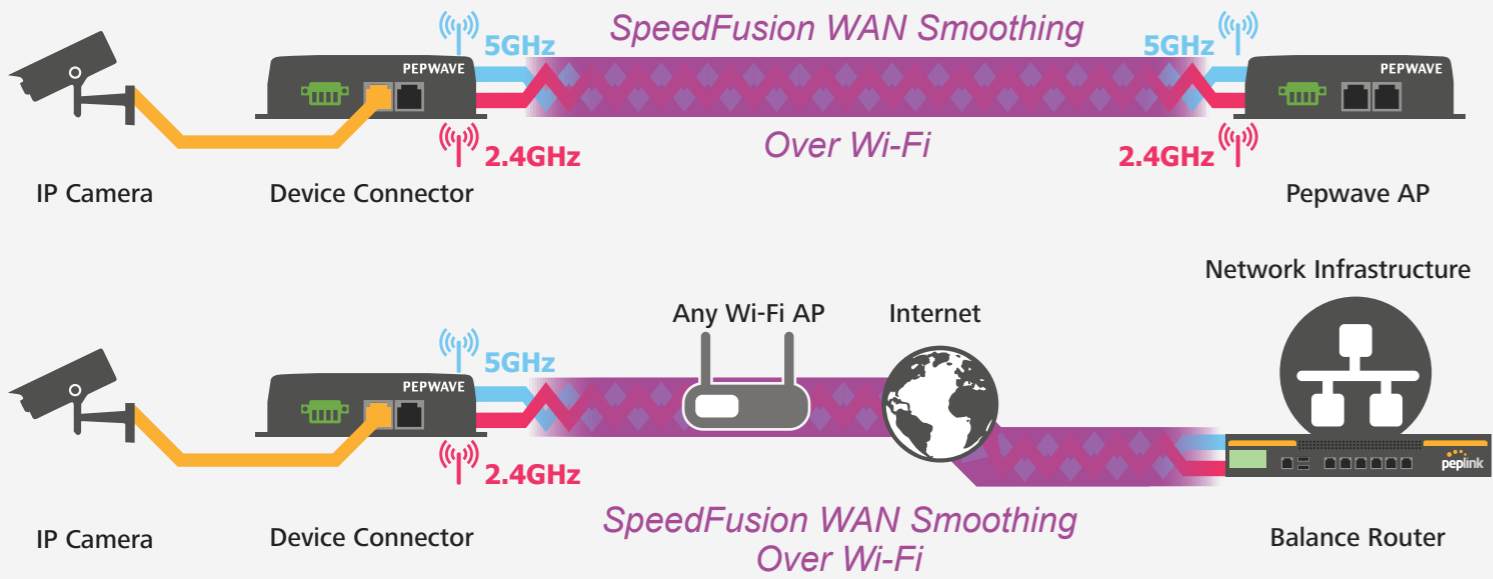 SpeedFusion WAN Smoothing
5GHz
5GHz
PEPWAVE
PEPWAVE
2.4GHz
Over Wi-Fi
2.4GHz
IP Camera
Device Connector
Pepwave AP
Network Infrastructure
Any Wi-Fi AP
Internet
5GHz
PEPWAVE
2.4GHz
peplink
SpeedFusion WAN Smoothing
Over Wi-Fi
IP Camera
Device Connector
Balance Router